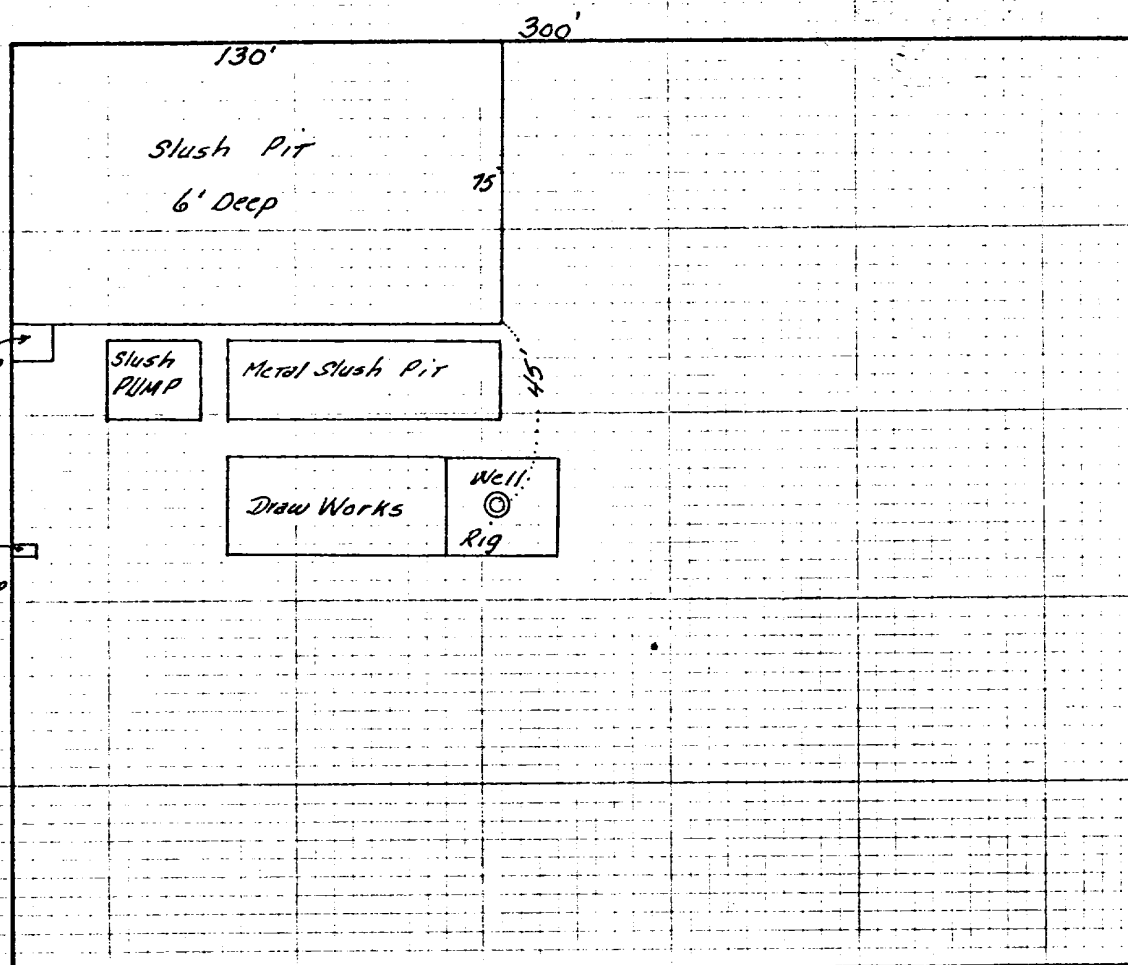 300'
130'
Slush Pit
6' Deep
75'
Slush
PUMP
Metal Slush Pit
45'
Draw Works
Well
Rig